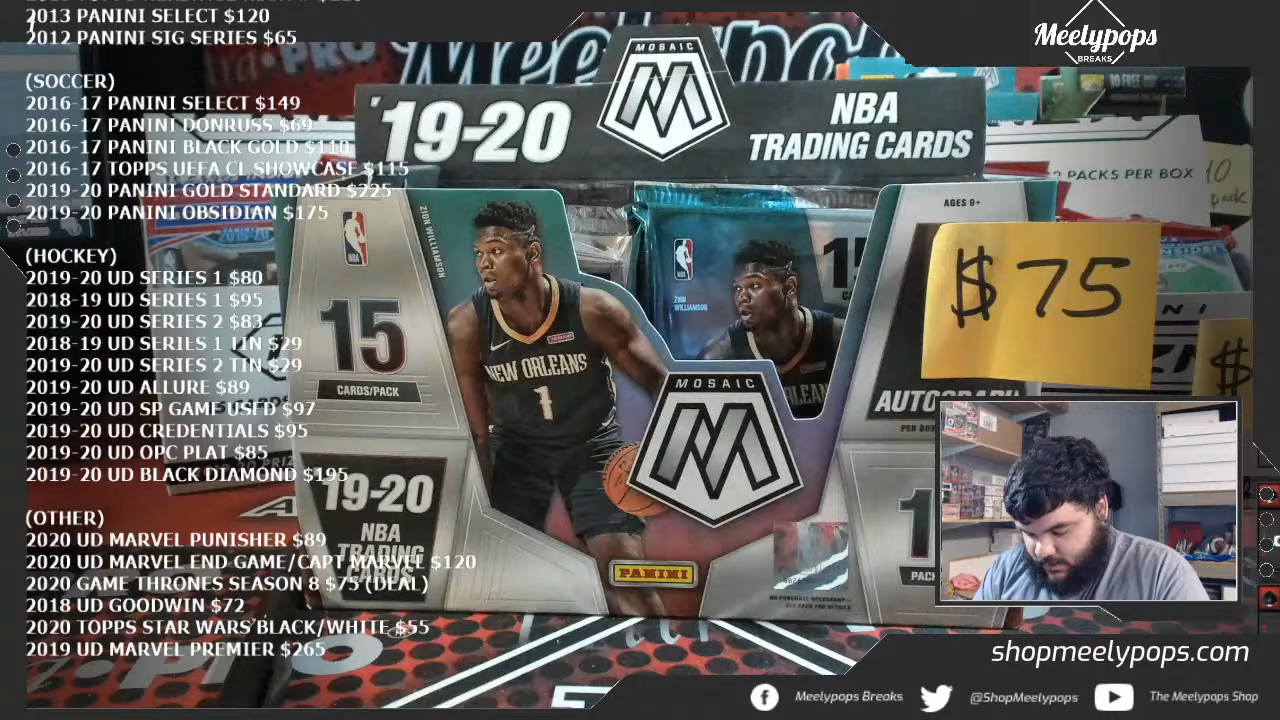 2013 PANINI SELECT $120
2012 PANINI SIG SERIES $65
(SOCCER)
2016-17 PANINI SELECT $149
2016-17 PANINI DONRUSS $69
2016-17 PANINI BLACK GOLD $110
2016-17 TOPPS UEFA CL SHOWCASE $115
2019-20 PANINI GOLD STANDARD $225
2019-20 PANINI OBSIDIAN $175
(HOCKEY)
2019-20 UD SERIES 1 $80
2018-19 UD SERIES 1 $95
2019-20 UD SERIES 2 $83
2018-19 UD SERIES 1 TIN $29
2019-20 UD SERIES 2 TIN $29
2019-20 UD ALLURE $89
2019-20 UD SP GAME USED $97
2019-20 UD CREDENTIALS $95
2019-20 UD OPC PLAT $85
2019-20 UD BLACK DIAMOND $195
(OTHER)
2020 UD MARVEL PUNISHER $89
2020 UD MARVEL END GAME/CAPT MARVEL $120
2020 GAME THRONES SEASON 8 $75 (DEAL)
2018 UD GOODWIN $72
2020 TOPPS STAR WARS BLACK/WHITE $55
2019 UD MARVEL PREMIER $265
Meelypops
BREAKS
MOSAIC
'19-20
NBA
TRADING CARDS
PACKS PER BOX
10
pack
NBA
ZION WILLIAMSON
15
CARDS/PACK
NEW ORLEANS
1
NBA
ZION
WILLIAMSON
15
AGES 9+
$75
$
AUTOGRAPH
MOSAIC
19-20
NBA
TRADING
CARDS
PANINI
shopmeelypops.com
Meelypops Breaks
@ShopMeelypops
The Meelypops Shop